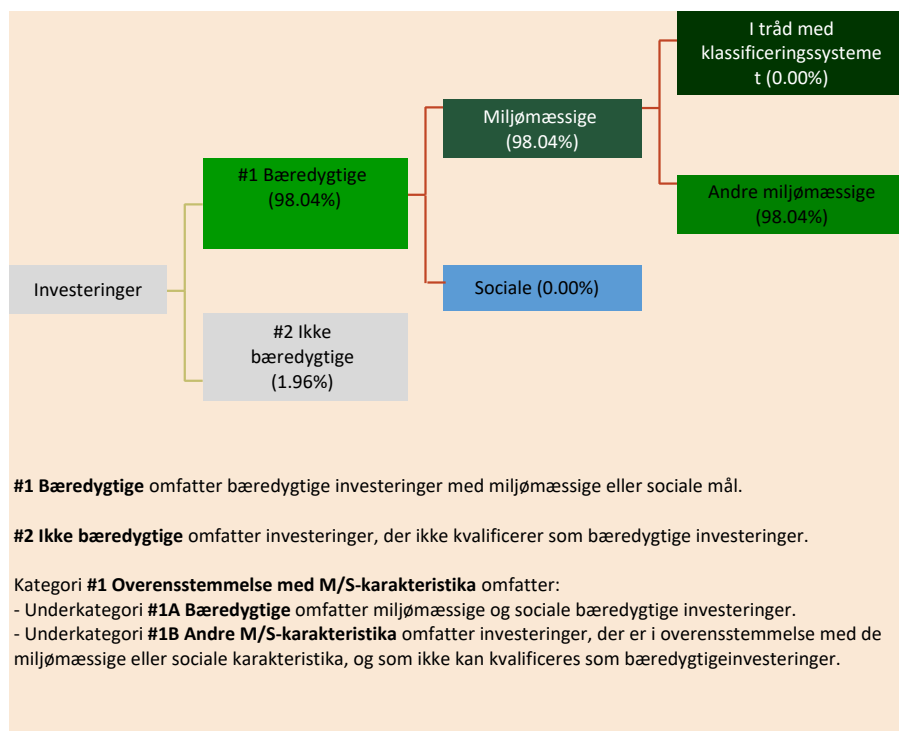 I tråd med
klassificeringssysteme
t (0.00%)
Miljømæssige
(98.04%)
#1 Bæredygtige
(98.04%)
Andre miljømæssige
(98.04%)
Investeringer
Sociale (0.00%)
#2 Ikke
bæredygtige
(1.96%)
#1 Bæredygtige omfatter bæredygtige investeringer med miljømæssige eller sociale mål.
#2 Ikke bæredygtige omfatter investeringer, der ikke kvalificerer som bæredygtige investeringer.
Kategori #1 Overensstemmelse med M/S-karakteristika omfatter:
- Underkategori #1A Bæredygtige omfatter miljømæssige og sociale bæredygtige investeringer.
- Underkategori #1B Andre M/S-karakteristika omfatter investeringer, der er i overensstemmelse med de
miljømæssige eller sociale karakteristika, og som ikke kan kvalificeres som bæredygtigeinvesteringer.